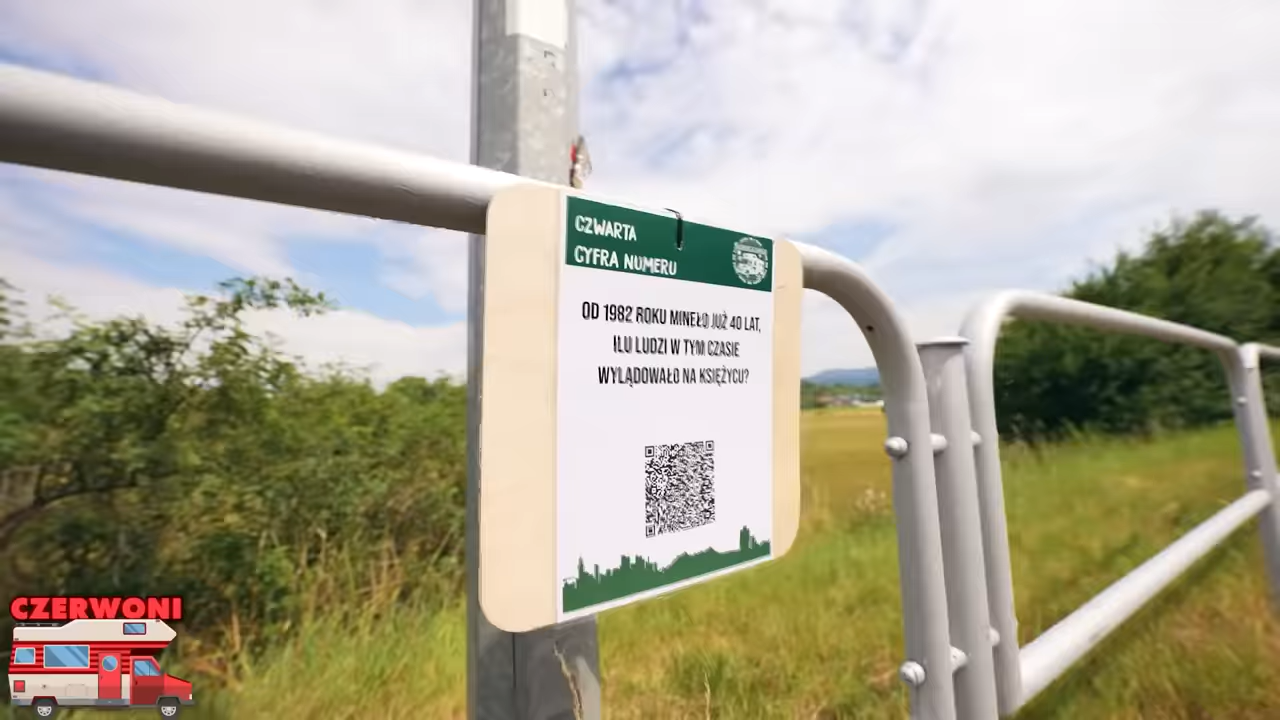 CZWARTA
CYFRA NUMERU
OD 1982 ROKU MINEŁO JUŻ 40 LAT,
ILU LUDZI W TYM CZASIE
WYLĄDOWAŁO NA KSIĘŻYCU?
CZERWONI